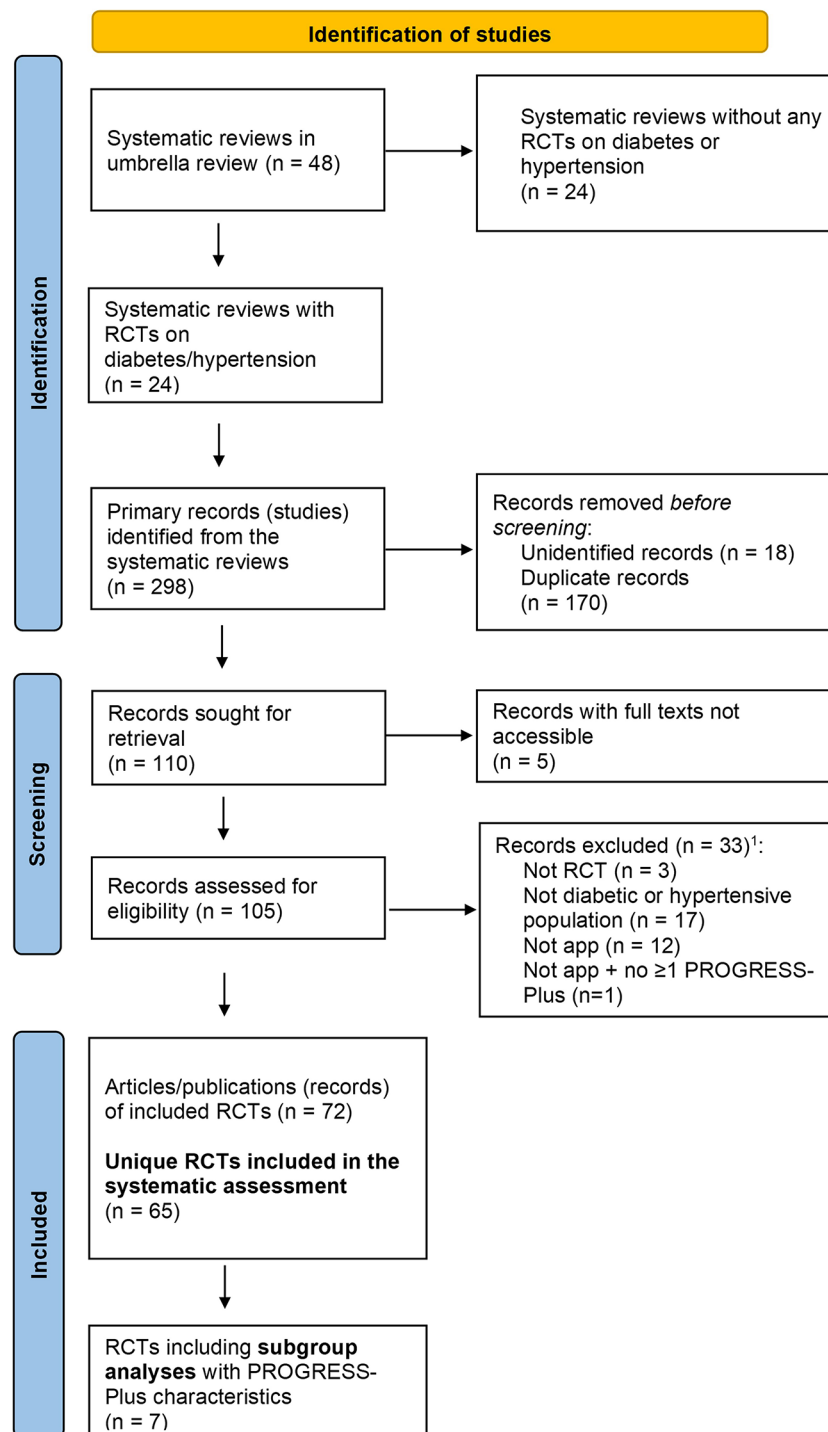 Identification of studies
Identification
Systematic reviews in
umbrella review (n = 48)
Systematic reviews without any
RCTs on diabetes or
hypertension
(n = 24)
Systematic reviews with
RCTs on
diabetes/hypertension
(n = 24)
Primary records (studies)
identified from the
systematic reviews
n = 298)
Records removed before
screening:
Unidentified records (n = 18)
Duplicate records
(n = 170)
Screening
Records sought for
retrieval
(n = 110)
Records with full texts not
accessible
(n = 5)
Records assessed for
eligibility (n = 105)
Records excluded (n = 33)¹:
Not RCT (n = 3)
Not diabetic or hypertensive
population (n = 17)
Not app (n = 12)
Not app + no ≥1 PROGRESS-
Plus (n=1)
Included
Articles/publications (records)
of included RCTs (n = 72)
Unique RCTs included in the
systematic assessment
(n = 65)
RCTs including subgroup
analyses with PROGRESS-
Plus characteristics
(n = 7)